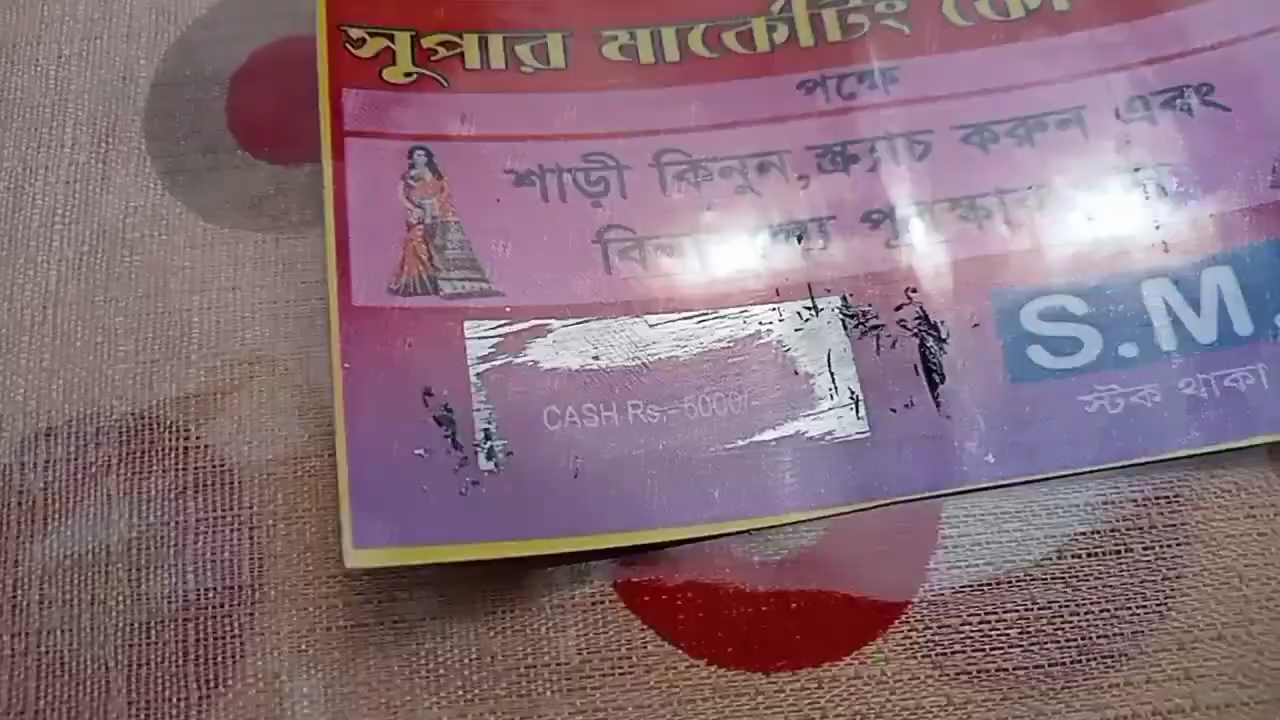 সুপার মার্কেটিং
পক্ষে
শাড়ী কিনুন,স্ক্র্যাচ করুন এবং
S.M.
স্টক থাকা
CASH Rs.-5000/-